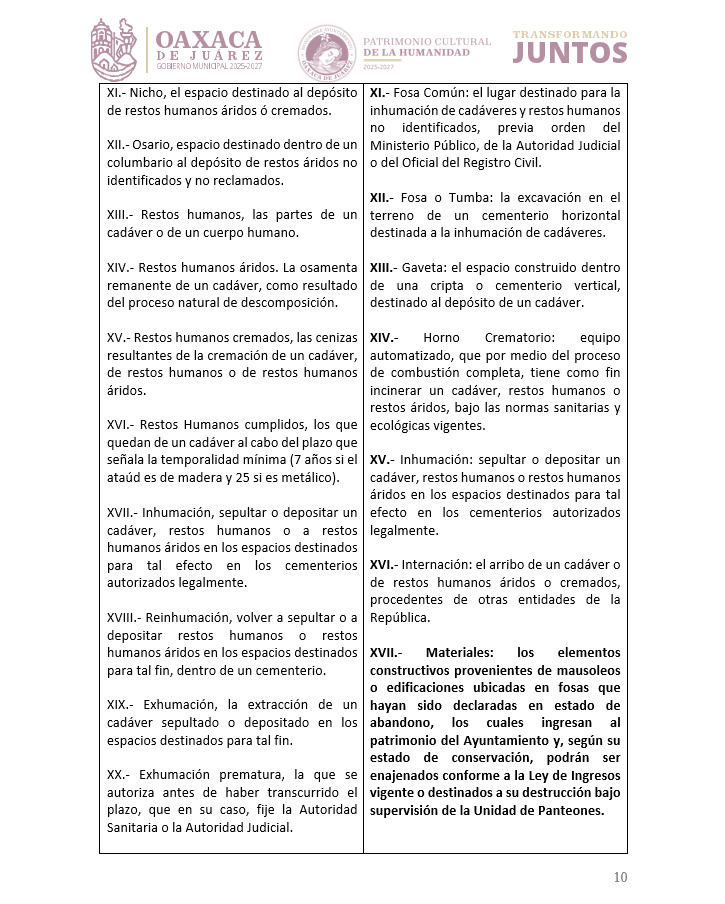 OAXACA
DE JUÁREZ
GOBIERNO MUNICIPAL 2025-2027
PATRIMONIO CULTURAL
DE LA HUMANIDAD
2025-2027
TRANSFORMANDO
JUNTOS
XI.- Nicho, el espacio destinado al depósito
de restos humanos áridos ó cremados.
XII.- Osario, espacio destinado dentro de un
columbario al depósito de restos áridos no
identificados y no reclamados.
XIII.- Restos humanos, las partes de un
cadáver o de un cuerpo humano.
XIV.- Restos humanos áridos. La osamenta
remanente de un cadáver, como resultado
del proceso natural de descomposición.
XV.- Restos humanos cremados, las cenizas
resultantes de la cremación de un cadáver,
de restos humanos o de restos humanos
áridos.
XVI.- Restos Humanos cumplidos, los que
quedan de un cadáver al cabo del plazo que
señala la temporalidad mínima (7 años si el
ataúd es de madera y 25 si es metálico).
XVII.- Inhumación, sepultar o depositar un
cadáver, restos humanos o a restos
humanos áridos en los espacios destinados
para tal efecto en los cementerios
autorizados legalmente.
XVIII.- Reinhumación, volver a sepultar o a
depositar restos humanos o restos
humanos áridos en los espacios destinados
para tal fin, dentro de un cementerio.
XIX.- Exhumación, la extracción de un
cadáver sepultado o depositado en los
espacios destinados para tal fin.
XX.- Exhumación prematura, la que se
autoriza antes de haber transcurrido el
plazo, que en su caso, fije la Autoridad
Sanitaria o la Autoridad Judicial.
XI.- Fosa Común: el lugar destinado para la
inhumación de cadáveres y restos humanos
no identificados, previa orden del
Ministerio Público, de la Autoridad Judicial
o del Oficial del Registro Civil.
XII.- Fosa o Tumba: la excavación en el
terreno de un cementerio horizontal
destinada a la inhumación de cadáveres.
XIII.- Gaveta: el espacio construido dentro
de una cripta o cementerio vertical,
destinado al depósito de un cadáver.
XIV.- Horno Crematorio: equipo
automatizado, que por medio del proceso
de combustión completa, tiene como fin
incinerar un cadáver, restos humanos o
restos áridos, bajo las normas sanitarias y
ecológicas vigentes.
XV.- Inhumación: sepultar o depositar un
cadáver, restos humanos o restos humanos
áridos en los espacios destinados para tal
efecto en los cementerios autorizados
legalmente.
XVI.- Internación: el arribo de un cadáver o
de restos humanos áridos o cremados,
procedentes de otras entidades de la
República.
XVII.- Materiales: los elementos
constructivos provenientes de mausoleos
o edificaciones ubicadas en fosas que
hayan sido declaradas en estado de
abandono, los cuales ingresan al
patrimonio del Ayuntamiento y, según su
estado de conservación, podrán ser
enajenados conforme a la Ley de Ingresos
vigente o destinados a su destrucción bajo
supervisión de la Unidad de Panteones.
10